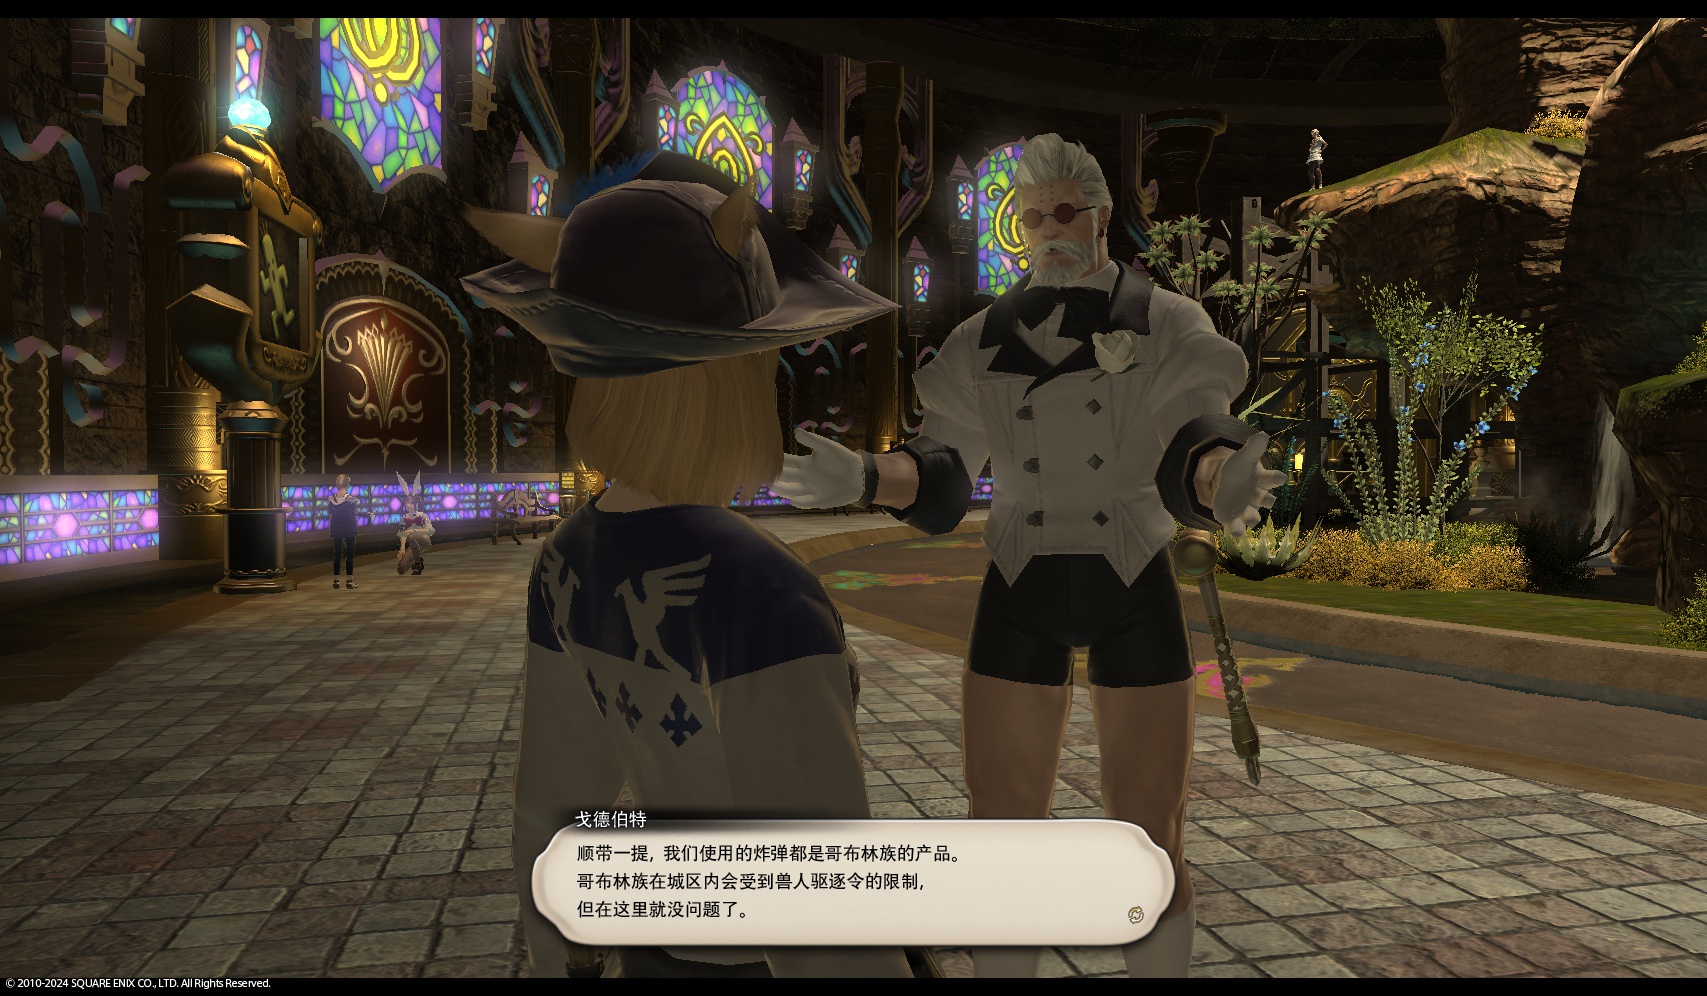 戈德伯特
顺带一提，我们使用的炸弹都是哥布林族的产品。
哥布林族在城区内会受到兽人驱逐令的限制，
但在这里就没问题了。
© 2010-2024 SQUARE ENIX CO., LTD. All Rights Reserved.